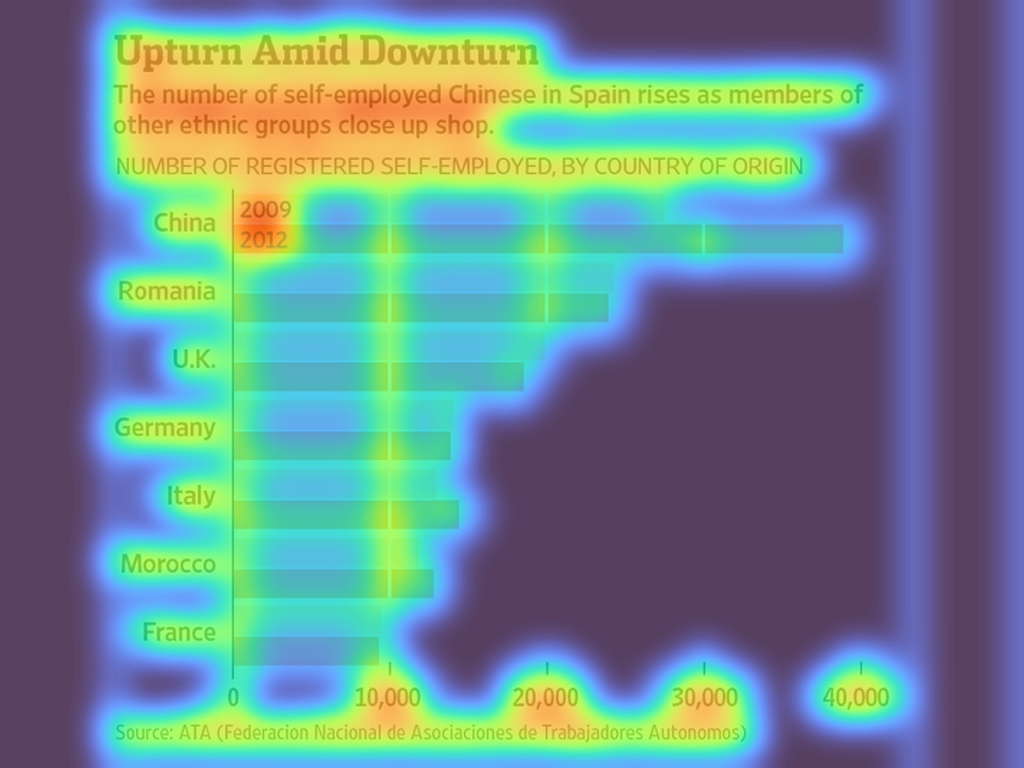 Upturn Amid Downturn
The number of self-employed Chinese in Spain rises as members of
other ethnic groups close up shop.
NUMBER OF REGISTERED SELF-EMPLOYED, BY COUNTRY OF ORIGIN
China
2009
2012
Romania
U.K.
Germany
Italy
Morocco
France
0 10,000 20,000 30,000 40,000
Source: ATA (Federacion Nacional de Asociaciones de Trabajadores Autonomos)